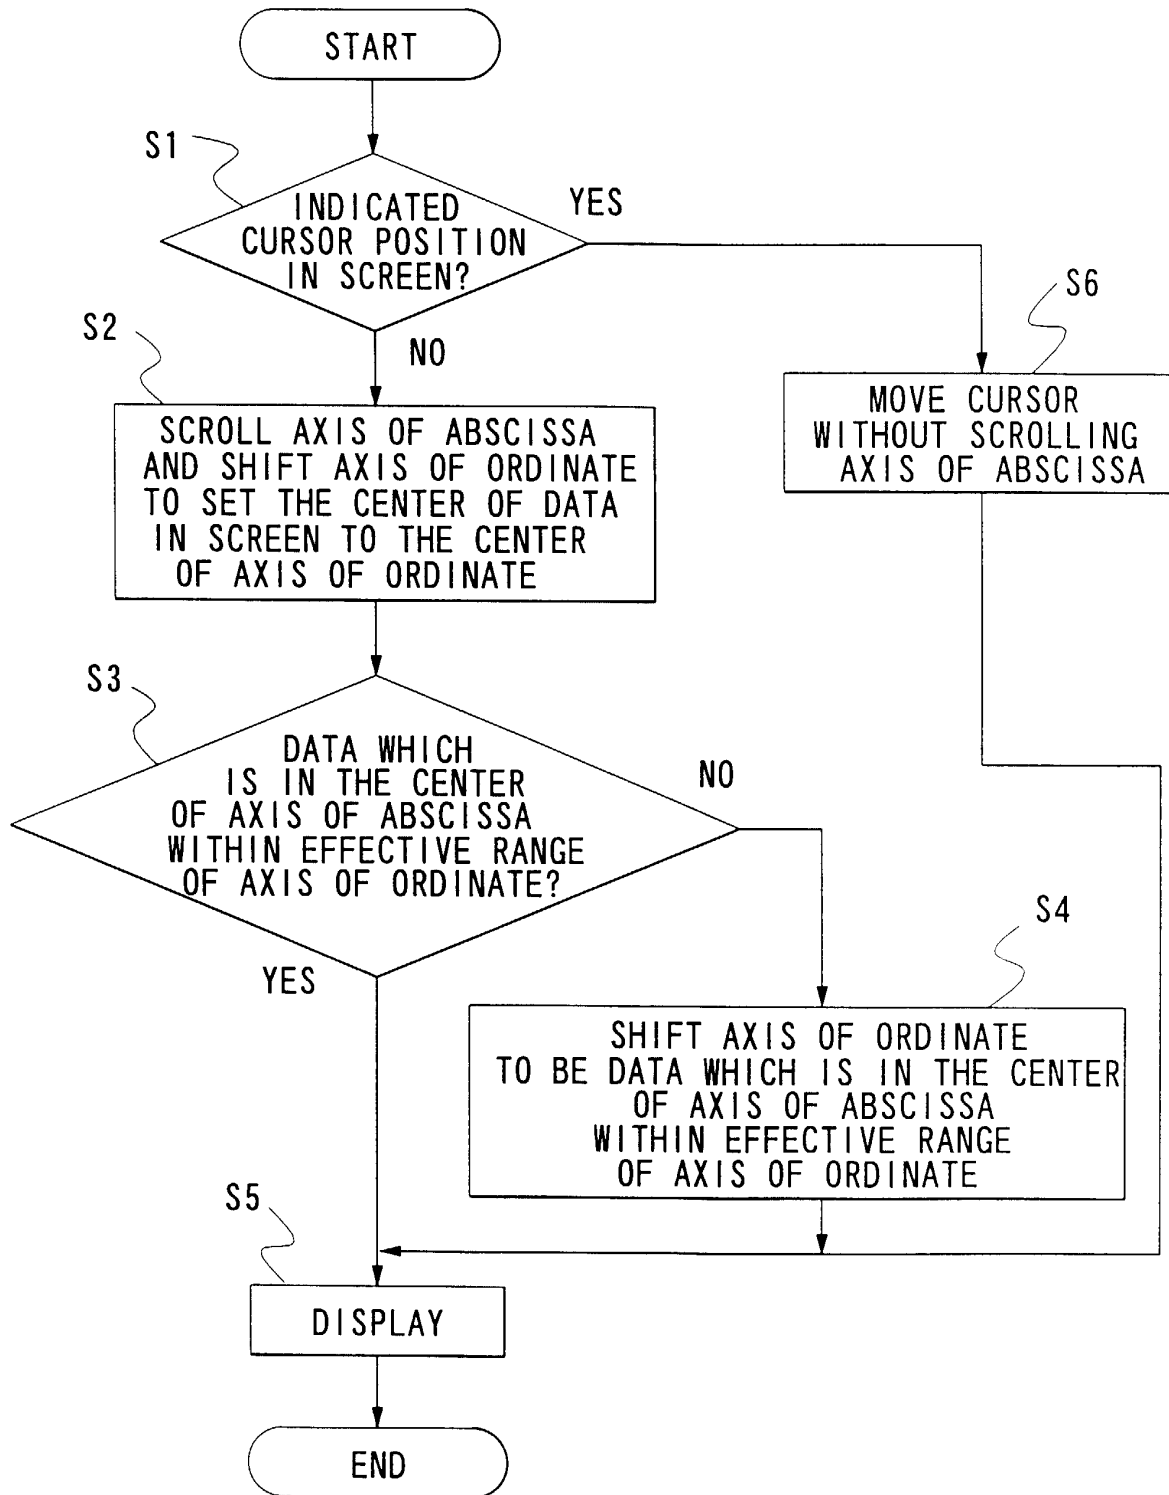 START
S1
INDICATED
CURSOR POSITION
IN SCREEN?
YES
NO
S6
MOVE CURSOR
WITHOUT SCROLLING
AXIS OF ABSCISSA
S2
SCROLL AXIS OF ABSCISSA
AND SHIFT AXIS OF ORDINATE
TO SET THE CENTER OF DATA
IN SCREEN TO THE CENTER
OF AXIS OF ORDINATE
S3
DATA WHICH
IS IN THE CENTER
OF AXIS OF ABSCISSA
WITHIN EFFECTIVE RANGE
OF AXIS OF ORDINATE?
NO
YES
S4
SHIFT AXIS OF ORDINATE
TO BE DATA WHICH IS IN THE CENTER
OF AXIS OF ABSCISSA
WITHIN EFFECTIVE RANGE
OF AXIS OF ORDINATE
S5
DISPLAY
END